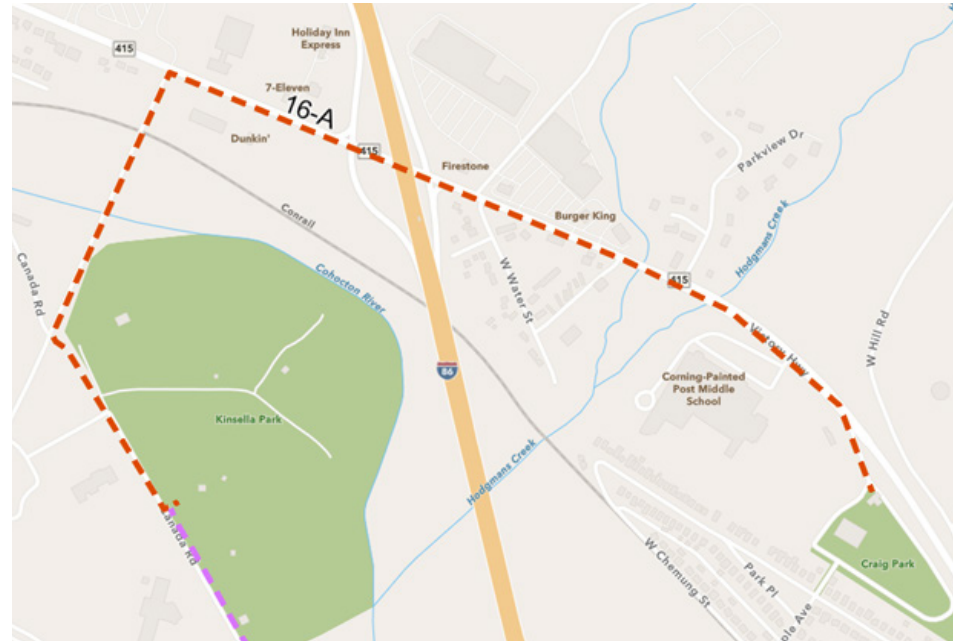 415
Holiday Inn
Express
7-Eleven
16-A
Dunkin'
415
Firestone
Parkview Dr
Burger King
Conrail
Canada Rd
Cohocton River
W Water St
Hodgmans Creek
415
Victory Hwy
W Hill Rd
86
Corning-Painted
Post Middle
School
Kinsella Park
Hodgmans Creek
Canada Rd
W Chemung St
Park Pl
Craig Park
Ave